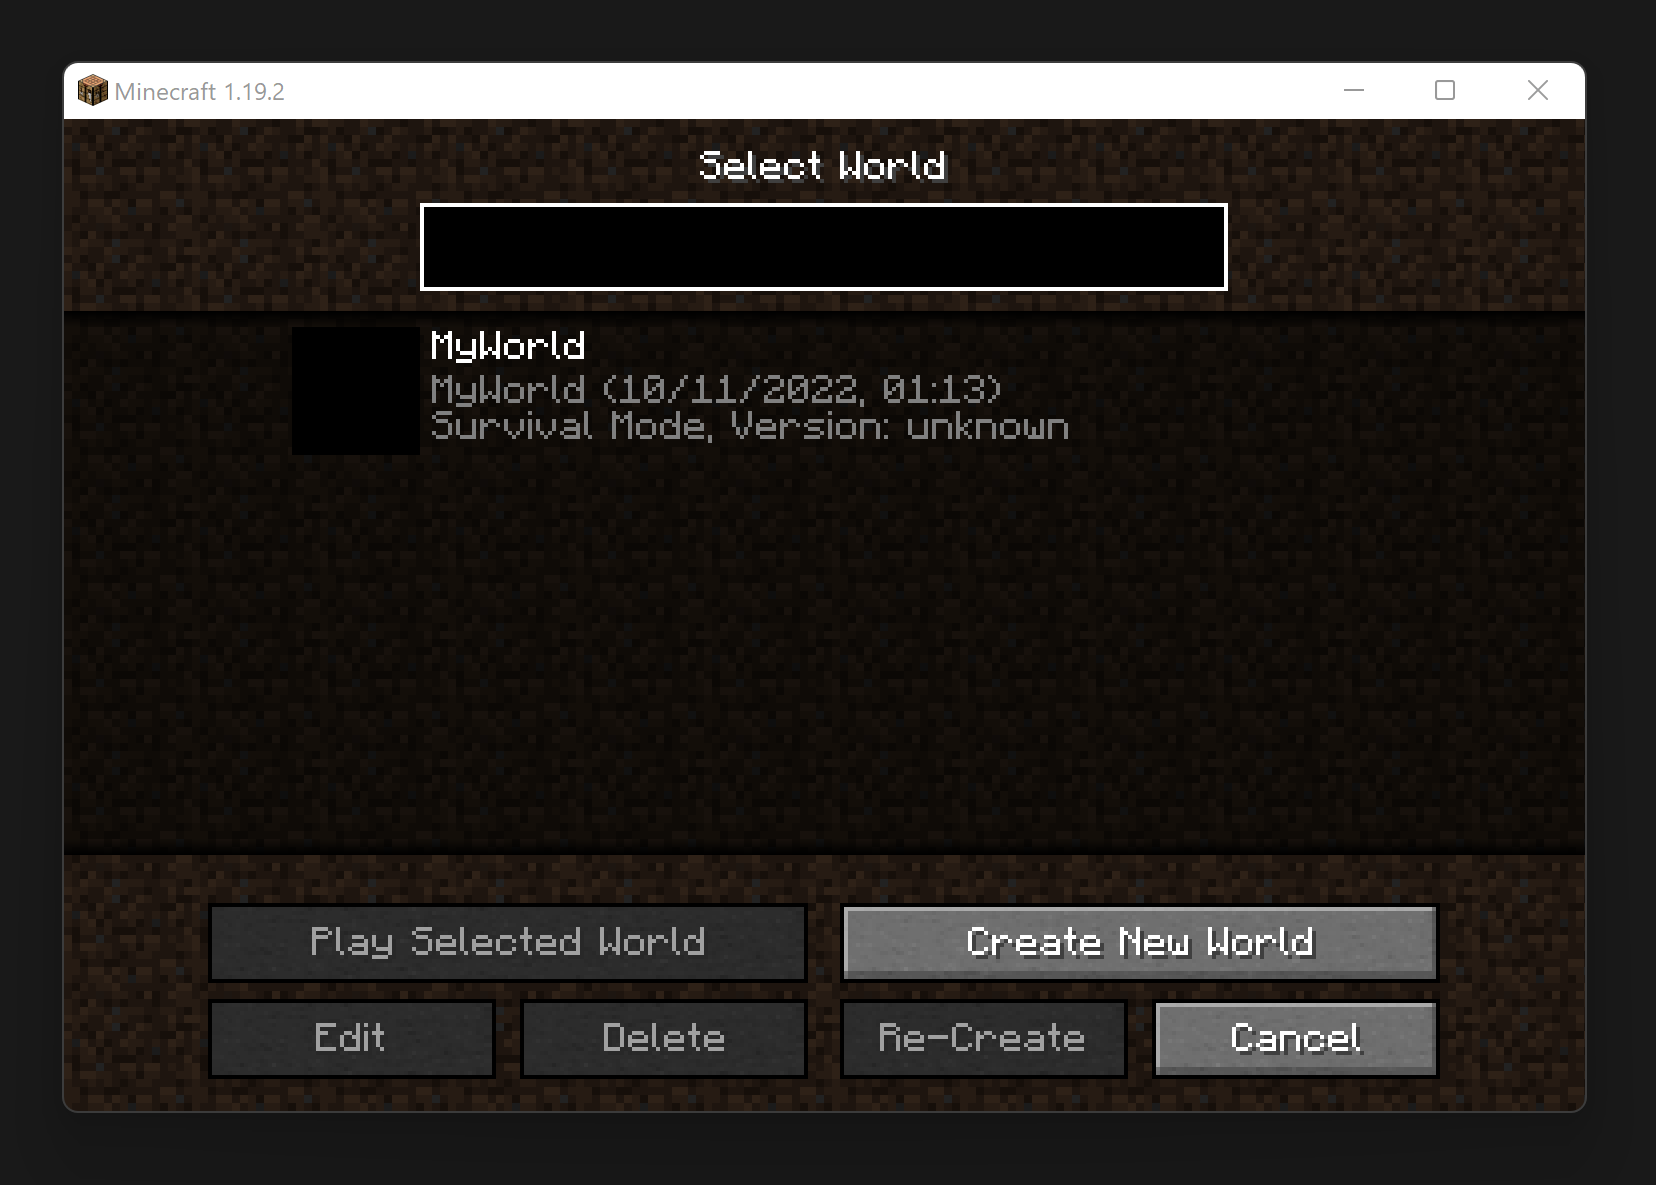 Minecraft 1.19.2
Select World
MyWorld
MyWorld (10/11/2022, 01:13)
Survival Mode, Version: unknown
Play Selected World
Create New World
Edit
Delete
Re-Create
Cancel